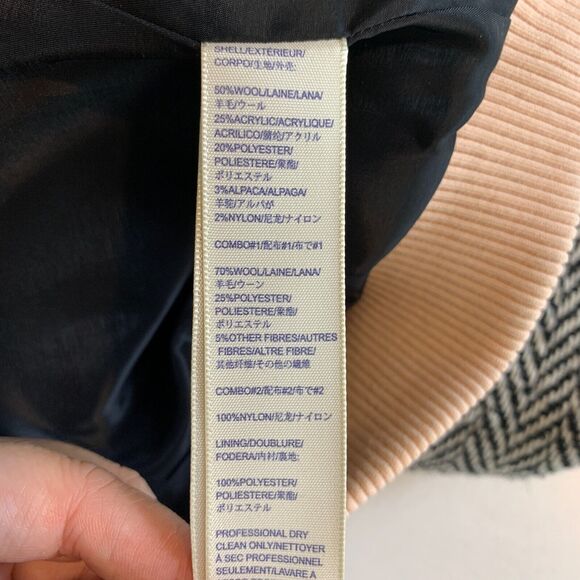 SHELL/EXTÉRIEUR/
CORPO/生地/外壳:
50%WOOL/LAINE/LANA/
羊毛/ウール
25%ACRYLIC/ACRYLIQUE/
ACRILICO/腈纶/アクリル
20%POLYESTER/
POLIESTERE/聚酯/
ポリエステル
3%ALPACA/ALPAGA/
羊驼/アルパカ
2%NYLON/尼龙/ナイロン
COMBO#1/配布#1/布で#1
70%WOOL/LAINE/LANA/
羊毛/ウーン
25%POLYESTER/
POLIESTERE/聚酯/
ポリエステル
5%OTHER FIBRES/AUTRES
FIBRES/ALTRE FIBRE/
其他纤维/その他の繊維
COMBO#2/配布#2/布で#2
100%NYLON/尼龙/ナイロン
LINING/DOUBLURE/
FODERA/内衬/裏地:
100%POLYESTER/
POLIESTERE/聚酯/
ポリエステル
PROFESSIONAL DRY
CLEAN ONLY/NETTOYER
À SEC PROFESSIONNEL
SEULEMENT/LAVARE A